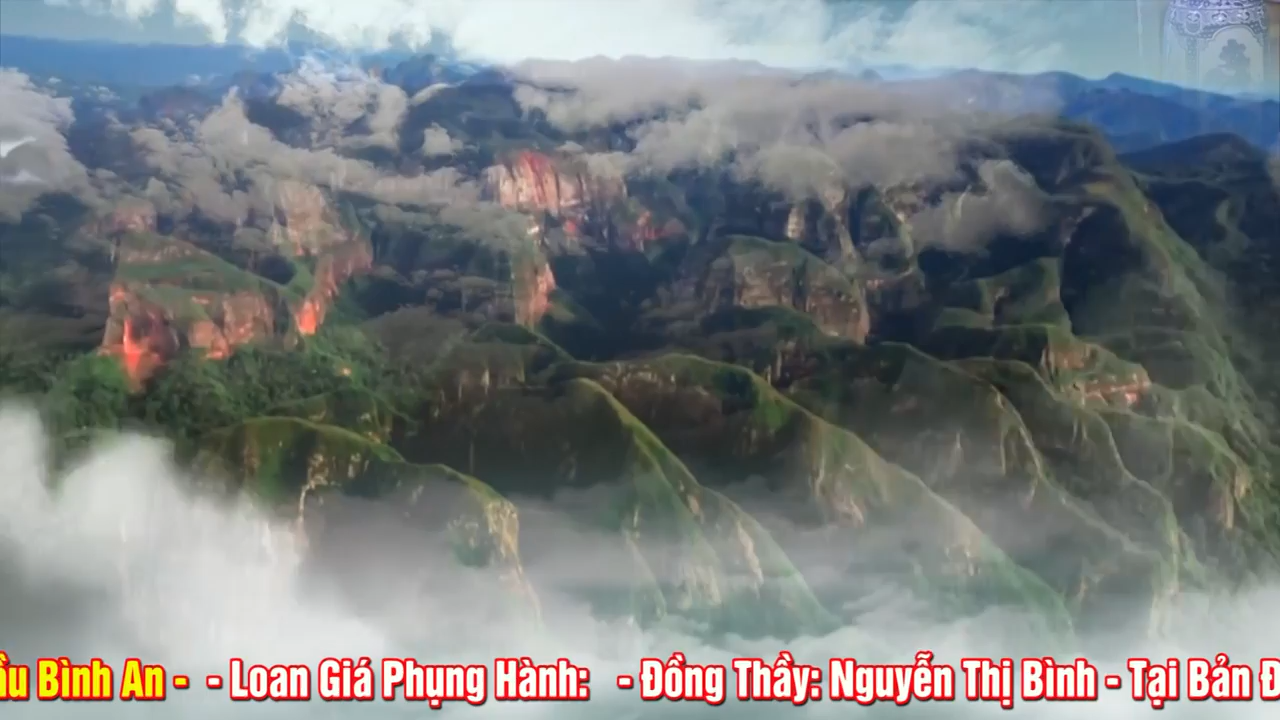 ầu Bình An - - Loan Giá Phụng Hành: - Đồng Thầy: Nguyễn Thị Bình - Tại Bản Đ